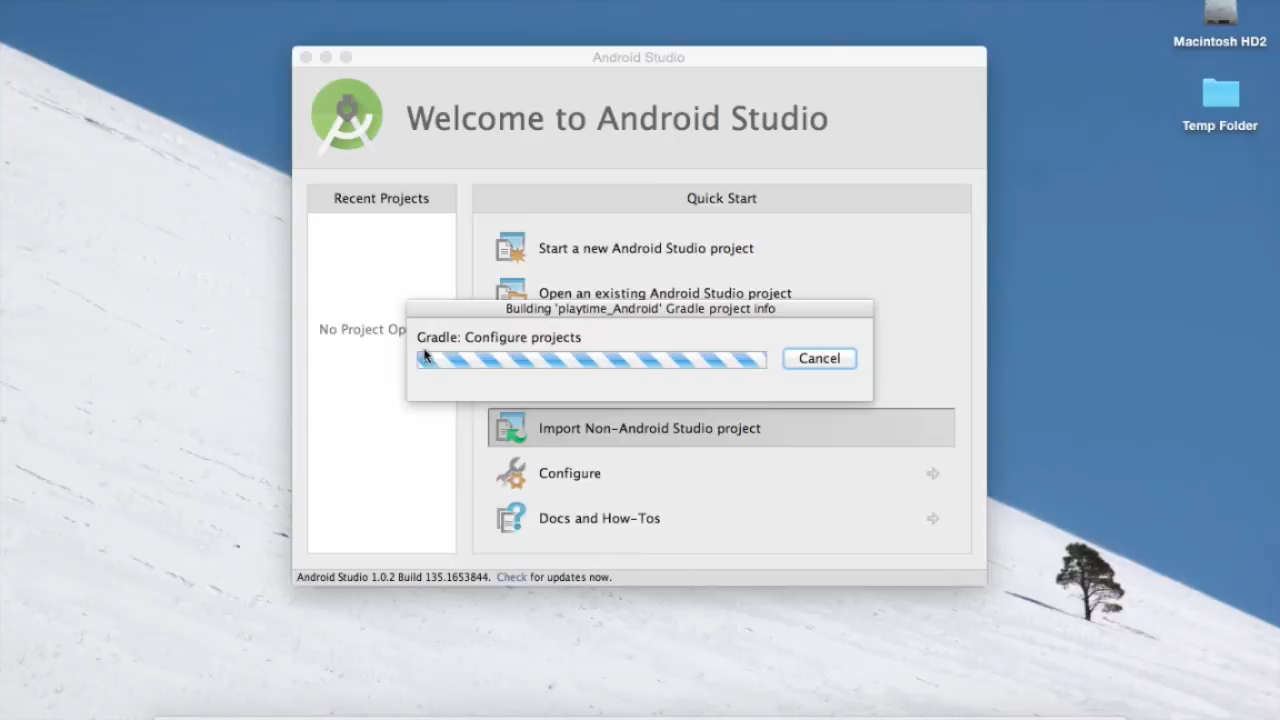 Macintosh HD2
Temp Folder
Android Studio
Welcome to Android Studio
Recent Projects
No Project Op
Quick Start
Start a new Android Studio project
Open an existing Android Studio project
Building 'playtime_Android' Gradle project info
Gradle: Configure projects
Cancel
Import Non-Android Studio project
Configure
Docs and How-Tos
Android Studio 1.0.2 Build 135.1653844. Check for updates now.